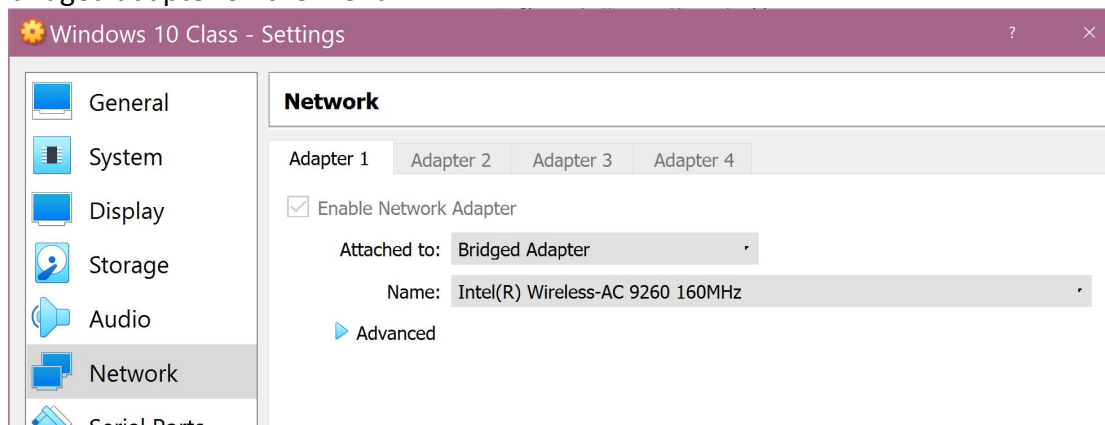 Windows 10 Class - Settings ?
General
System
Display
Storage
Audio
Network
Network
Adapter 1 Adapter 2 Adapter 3 Adapter 4
Enable Network Adapter
Attached to: Bridged Adapter
Name: Intel(R) Wireless-AC 9260 160MHz
Advanced